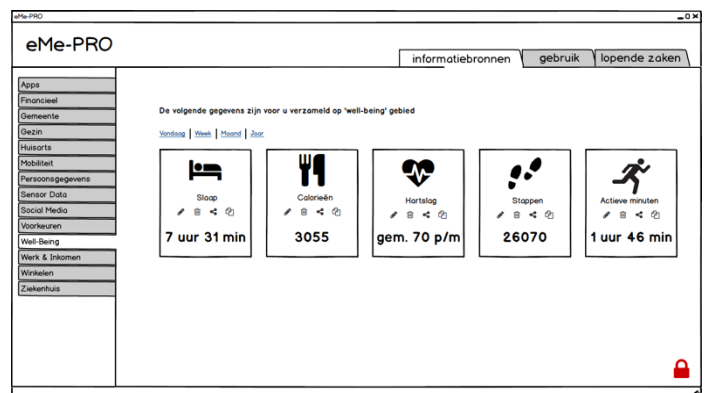 eMe-PRO
eMe-PRO
informatiebronnen
gebruik
lopende zaken
Apps
Financieel
Gemeente
Gezin
Huisarts
Mobiliteit
Persoonsgegevens
Sensor Data
Social Media
Voorkeuren
Well-Being
Werk & Inkomen
Winkelen
Ziekenhuis
De volgende gegevens zijn voor u verzameld op 'well-being' gebied
Vandaag | Week | Maand | Jaar
Slaap
7 uur 31 min
Calorieën
3055
Hartslag
gem. 70 p/m
Stappen
26070
Actieve minuten
1 uur 46 min